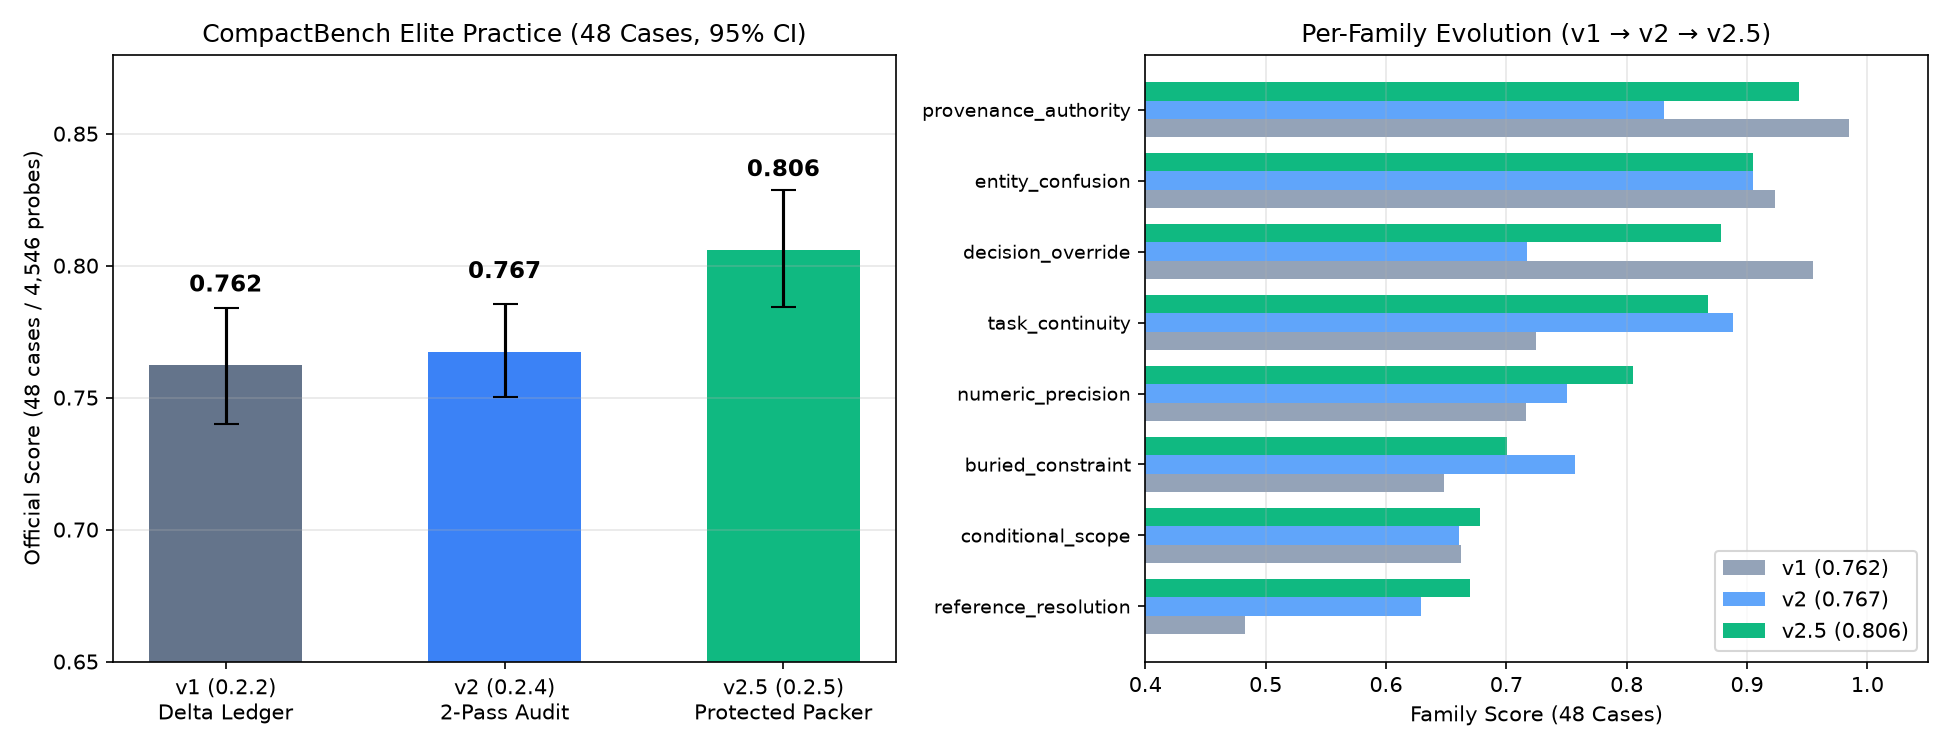 CompactBench Elite Practice (48 Cases, 95% CI)
Official Score (48 cases / 4,546 probes)
0.85
0.80
0.75
0.70
0.65
0.762
0.767
0.806
v1 (0.2.2)
Delta Ledger
v2 (0.2.4)
2-Pass Audit
v2.5 (0.2.5)
Protected Packer
Per-Family Evolution (v1 → v2 → v2.5)
provenance_authority
entity_confusion
decision_override
task_continuity
numeric_precision
buried_constraint
conditional_scope
reference_resolution
v1 (0.762)
v2 (0.767)
v2.5 (0.806)
0.4 0.5 0.6 0.7 0.8 0.9 1.0
Family Score (48 Cases)